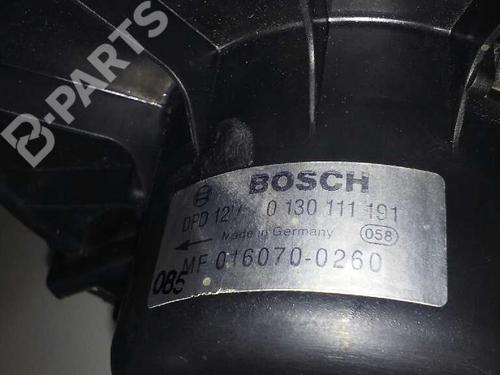 B-PARTS
BOSCH
DPD 12V 0 130 111 191
Made in Germany 058
MF 016070-0260
085